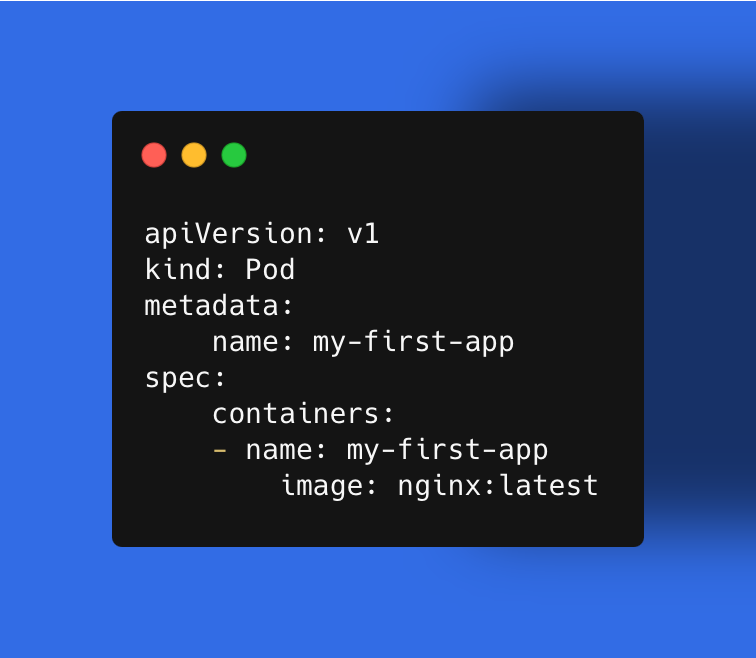 apiVersion: v1
kind: Pod
metadata:
    name: my-first-app
spec:
    containers:
    - name: my-first-app
        image: nginx:latest